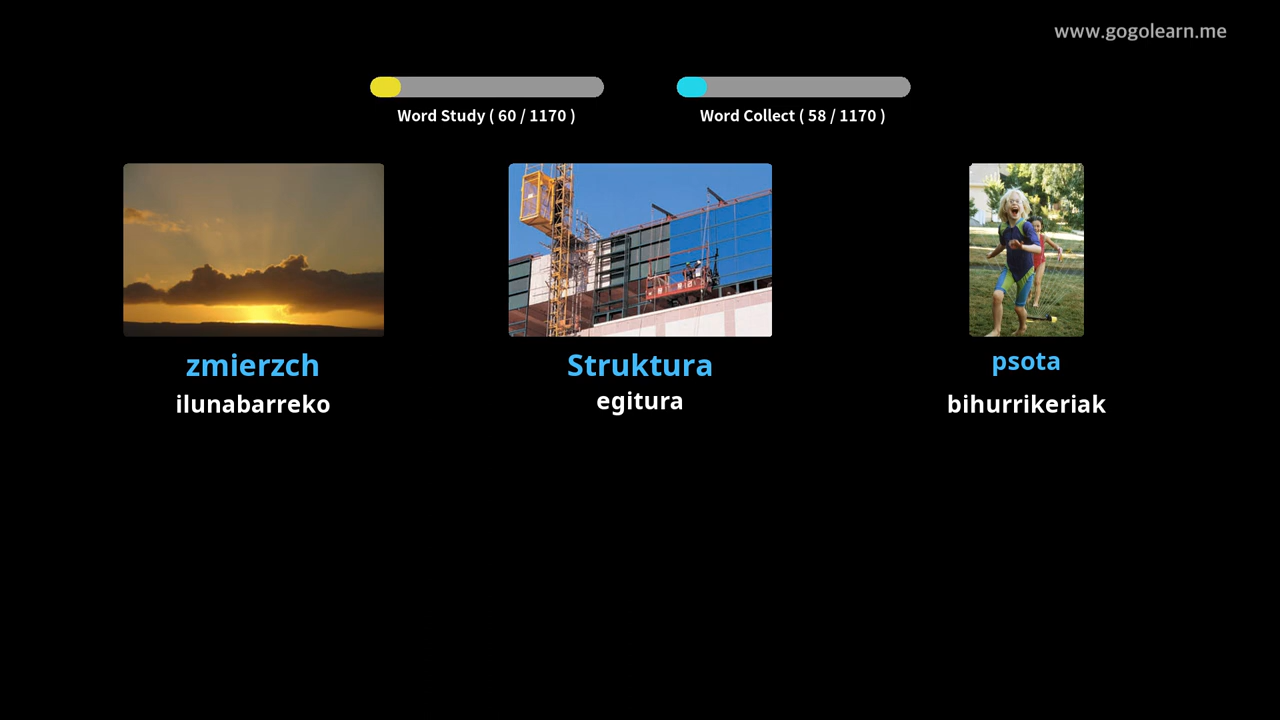 www.gogolearn.me
Word Study ( 60 / 1170 )
Word Collect ( 58 / 1170 )
zmierzch
Struktura
psota
ilunabarreko
egitura
bihurrikeriak